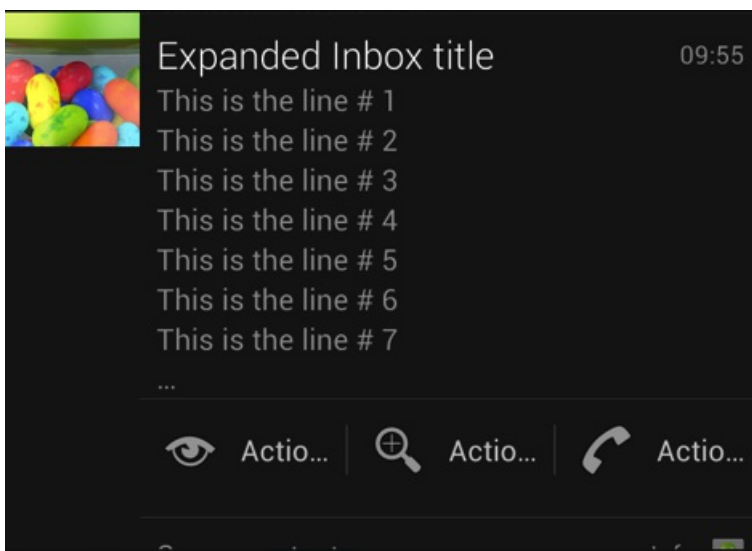 Expanded Inbox title 09:55
This is the line # 1
This is the line # 2
This is the line # 3
This is the line # 4
This is the line # 5
This is the line # 6
This is the line # 7
...
Actio... Actio... Actio...